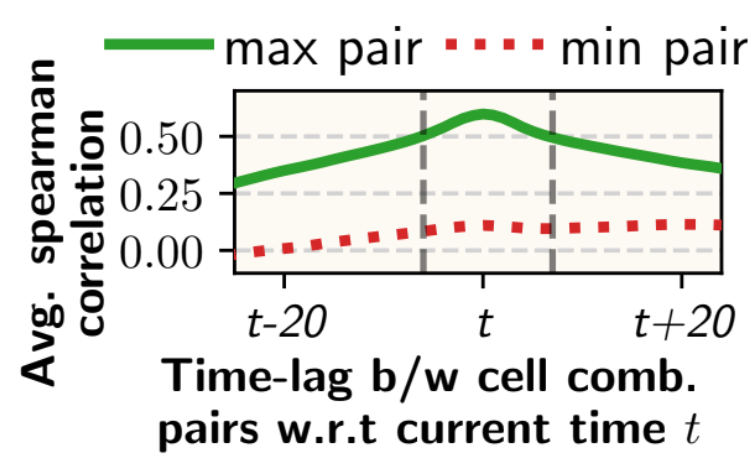 max pair min pair
Avg. spearman
correlation
0.50
0.25
0.00
t-20 t t+20
Time-lag b/w cell comb.
pairs w.r.t current time t